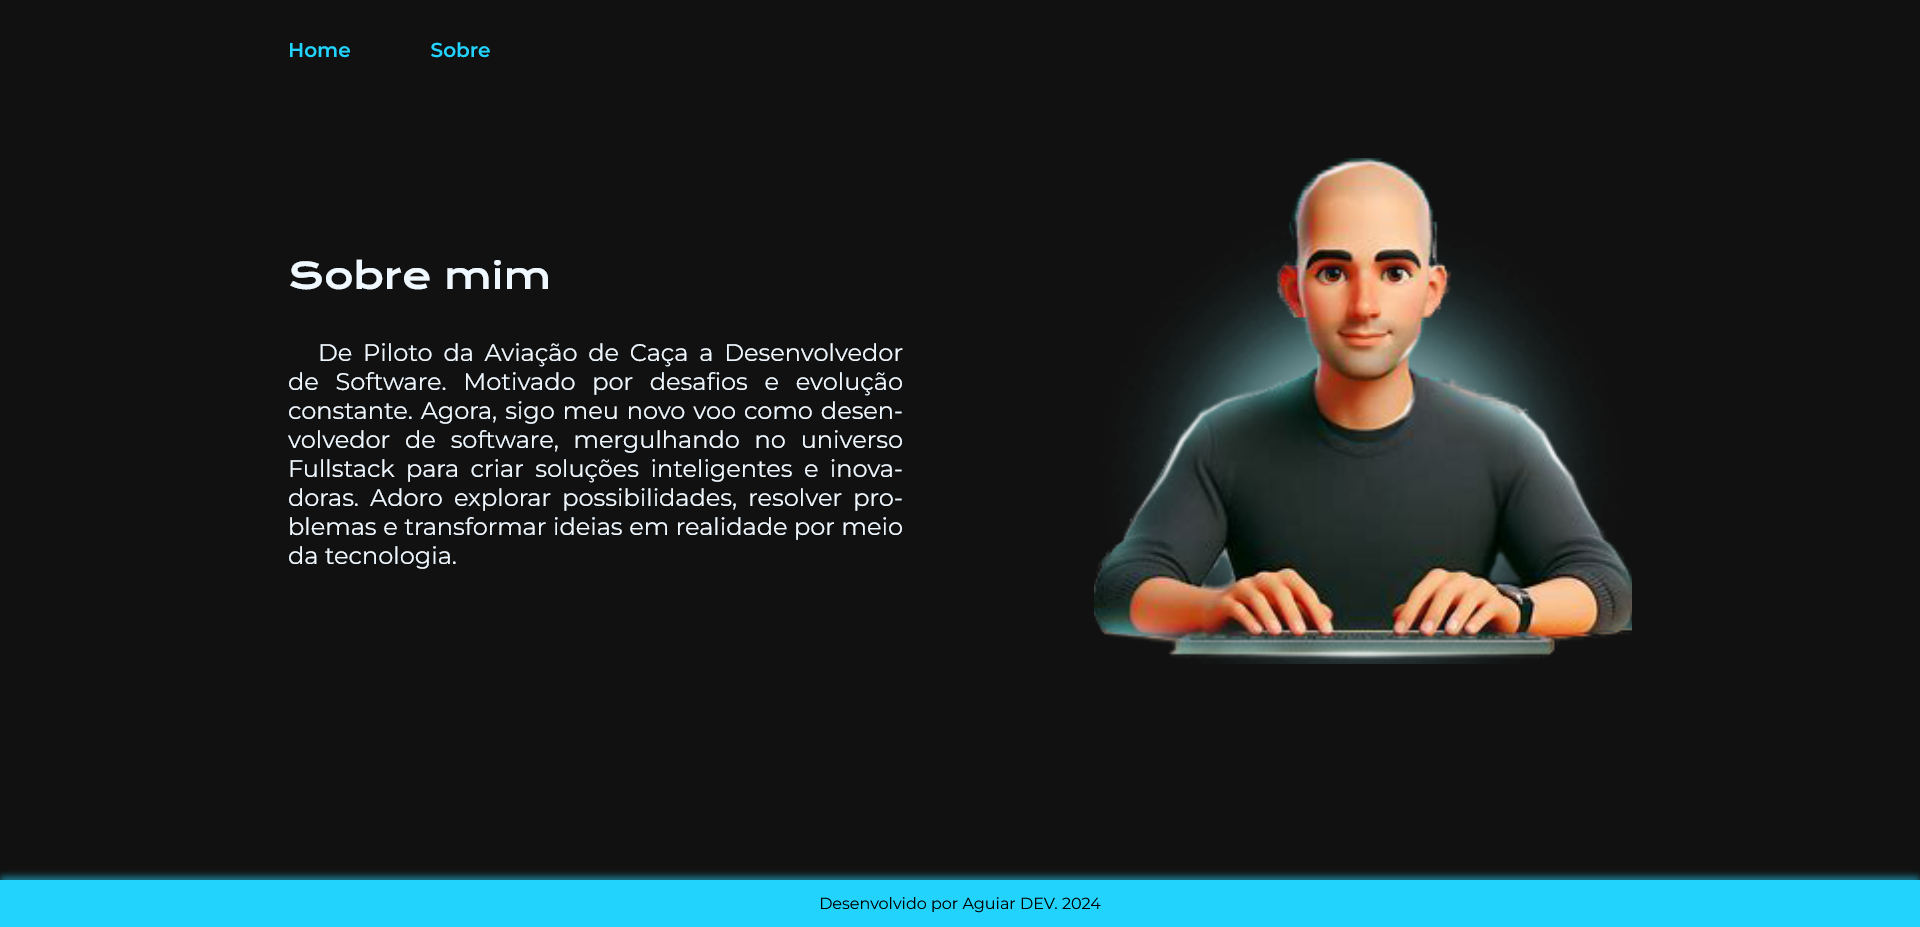 Home
Sobre
Sobre mim
De Piloto da Aviação de Caça a Desenvolvedor
de Software. Motivado por desafios e evolução
constante. Agora, sigo meu novo voo como desen-
volvedor de software, mergulhando no universo
Fullstack para criar soluções inteligentes e inova-
doras. Adoro explorar possibilidades, resolver pro-
blemas e transformar ideias em realidade por meio
da tecnologia.
Desenvolvido por Aguiar DEV. 2024